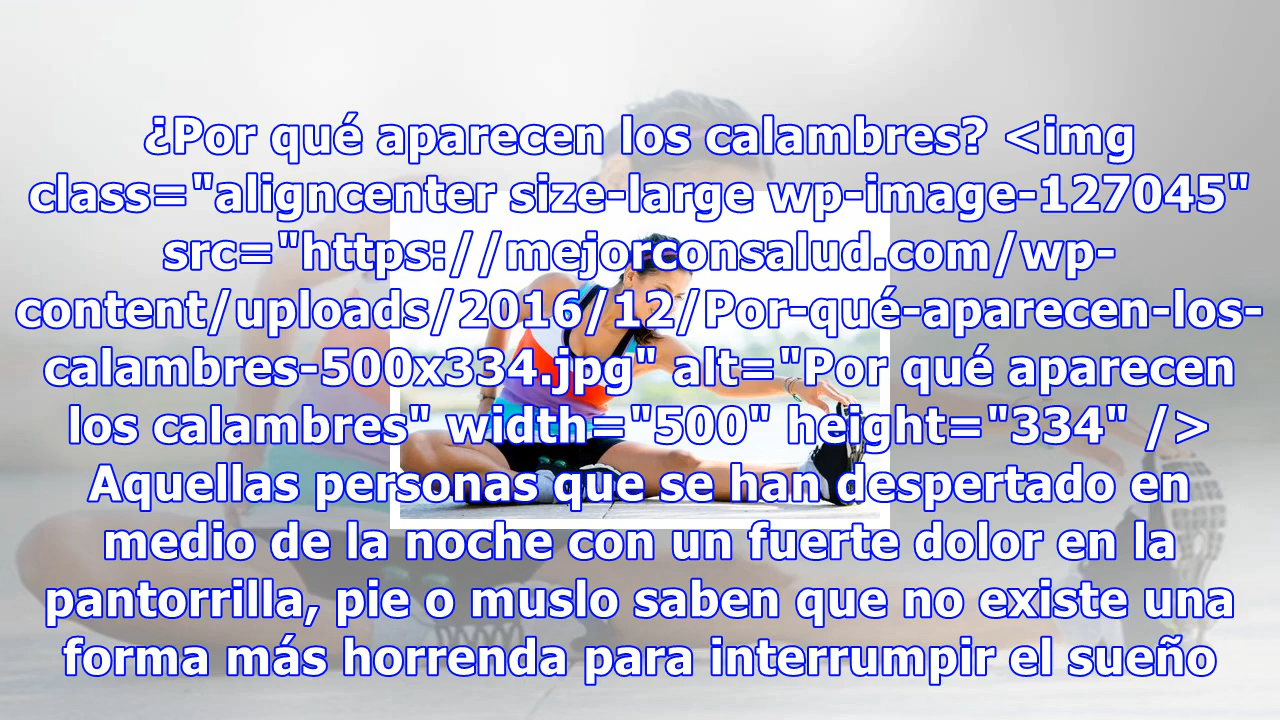 ¿Por qué aparecen los calambres? <img
class="aligncenter size-large wp-image-127045"
src="https://mejorconsalud.com/wp-
content/uploads/2016/12/Por-qué-aparecen-los-
calambres-500x334.jpg" alt="Por qué aparecen
los calambres" width="500" height="334" />
Aquellas personas que se han despertado en
medio de la noche con un fuerte dolor en la
pantorrilla, pie o muslo saben que no existe una
forma más horrenda para interrumpir el sueño